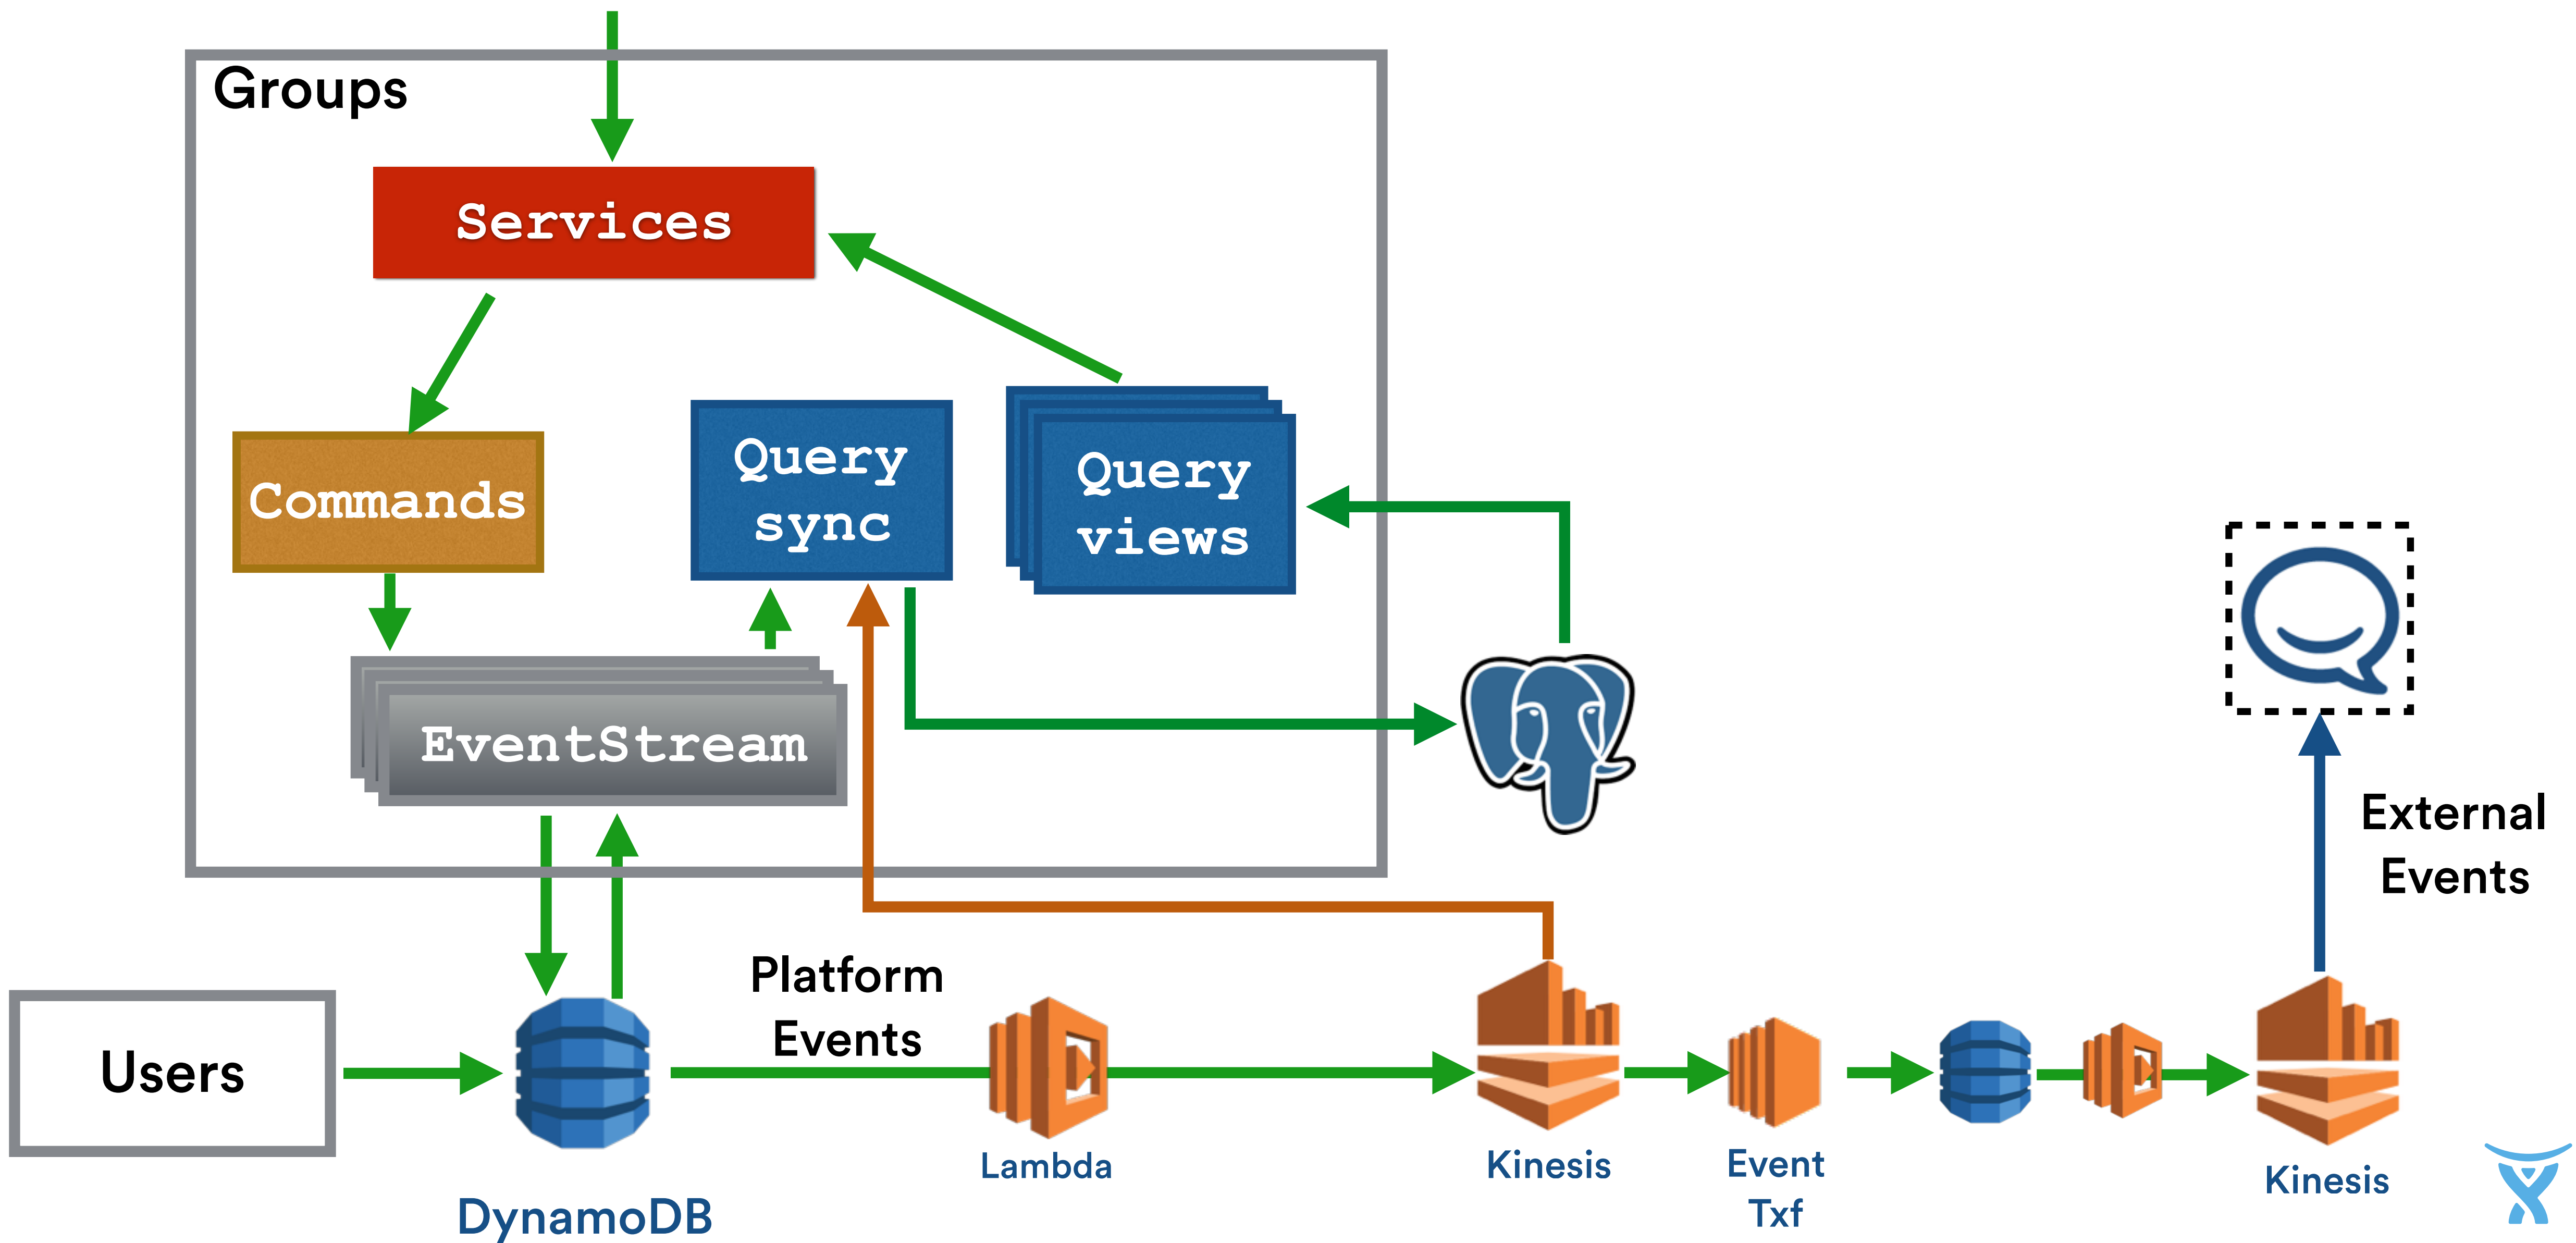 Groups
Services
Commands
Query
sync
Query
views
EventStream
External
Events
Platform
Events
Users
DynamoDB
Lambda
Kinesis
Event
Txf
Kinesis